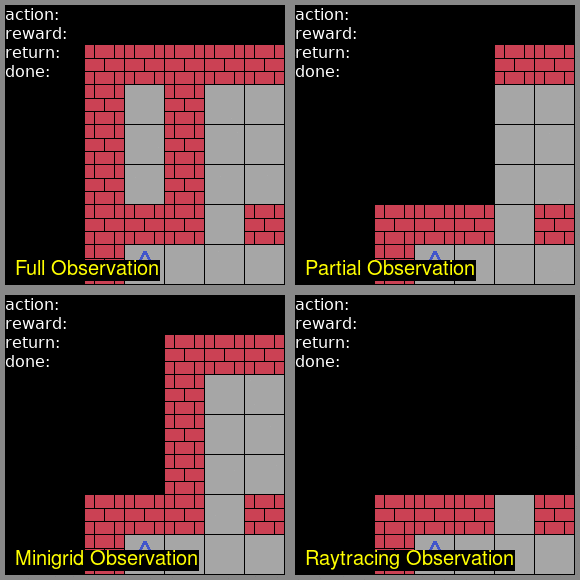 action:
reward:
return:
done:
Full Observation
action:
reward:
return:
done:
Partial Observation
action:
reward:
return:
done:
Minigrid Observation
action:
reward:
return:
done:
Raytracing Observation